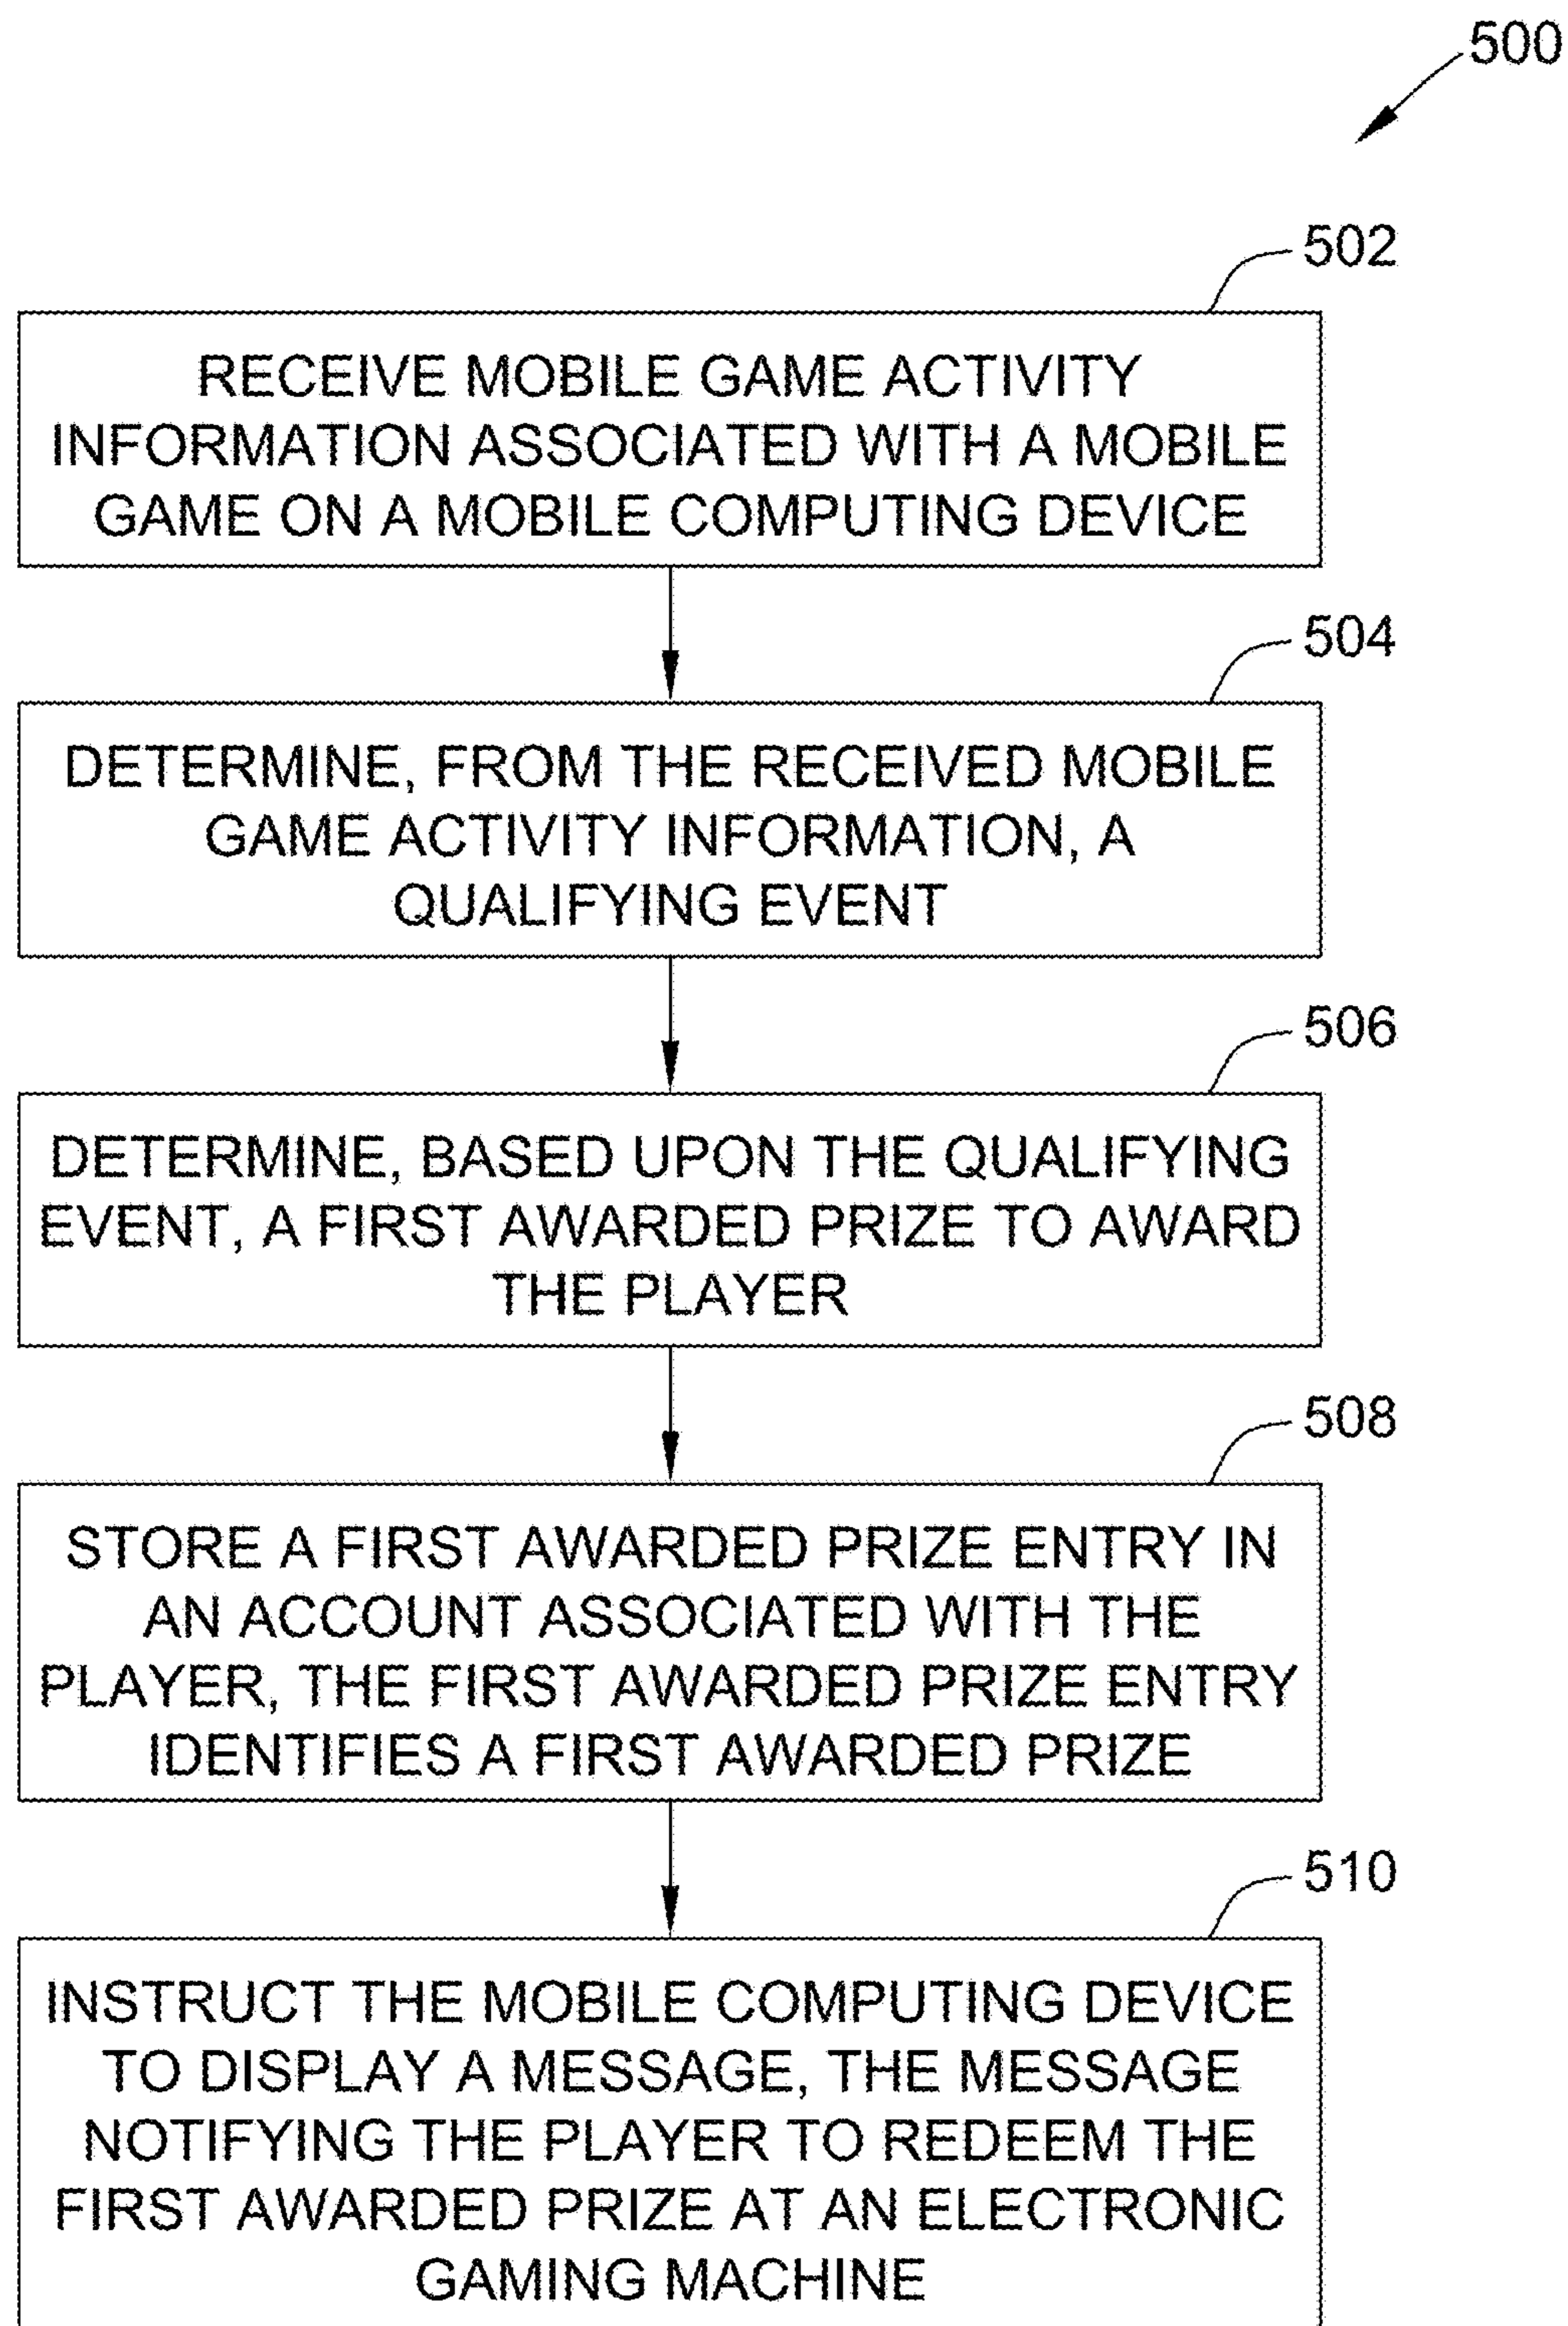 500
502
RECEIVE MOBILE GAME ACTIVITY
INFORMATION ASSOCIATED WITH A MOBILE
GAME ON A MOBILE COMPUTING DEVICE
504
DETERMINE, FROM THE RECEIVED MOBILE
GAME ACTIVITY INFORMATION, A
QUALIFYING EVENT
506
DETERMINE, BASED UPON THE QUALIFYING
EVENT, A FIRST AWARDED PRIZE TO AWARD
THE PLAYER
508
STORE A FIRST AWARDED PRIZE ENTRY IN
AN ACCOUNT ASSOCIATED WITH THE
PLAYER, THE FIRST AWARDED PRIZE ENTRY
IDENTIFIES A FIRST AWARDED PRIZE
510
INSTRUCT THE MOBILE COMPUTING DEVICE
TO DISPLAY A MESSAGE, THE MESSAGE
NOTIFYING THE PLAYER TO REDEEM THE
FIRST AWARDED PRIZE AT AN ELECTRONIC
GAMING MACHINE